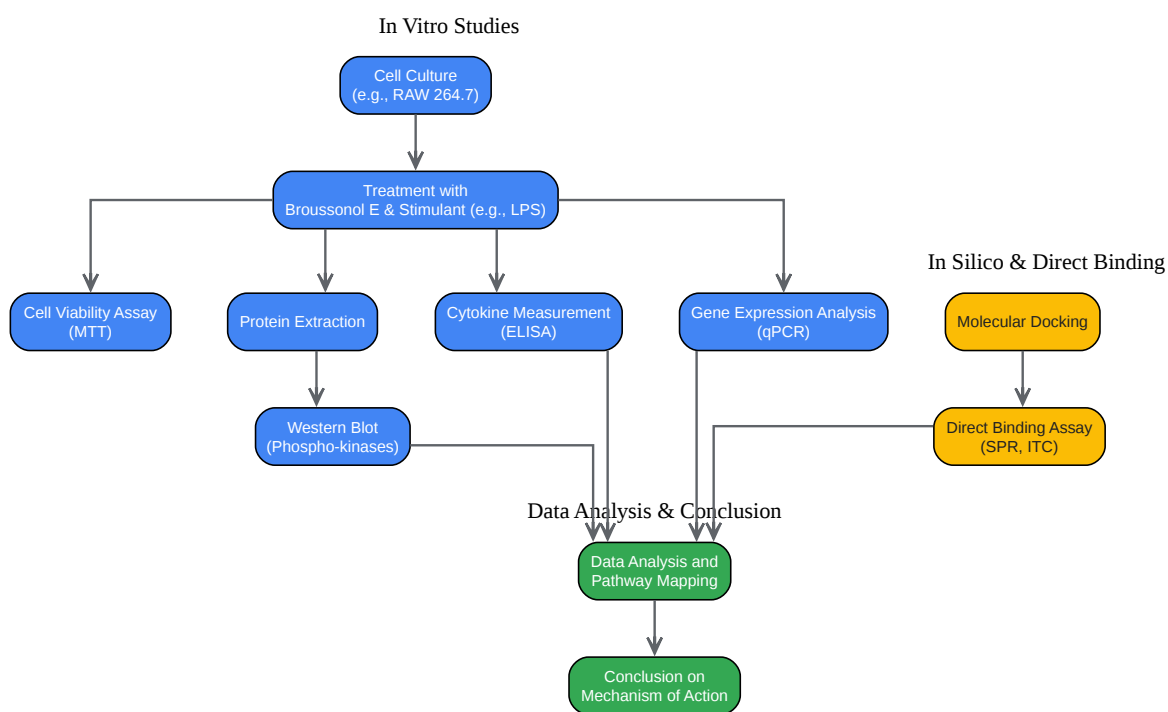 In Vitro Studies
Cell Culture
(e.g., RAW 264.7)
Treatment with
Broussonol E & Stimulant (e.g., LPS)
In Silico & Direct Binding
Cell Viability Assay
(MTT)
Protein Extraction
Cytokine Measurement
(ELISA)
Gene Expression Analysis
(qPCR)
Molecular Docking
Western Blot
(Phospho-kinases)
Direct Binding Assay
(SPR, ITC)
Data Analysis & Conclusion
Data Analysis and
Pathway Mapping
Conclusion on
Mechanism of Action